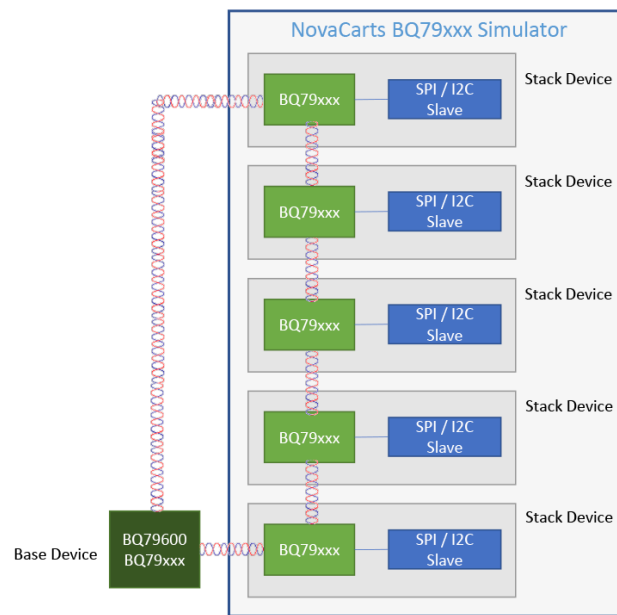 NovaCarts BQ79xxx Simulator
BQ79xxx
SPI / I2C
Slave
Stack Device
BQ79xxx
SPI / I2C
Slave
Stack Device
BQ79xxx
SPI / I2C
Slave
Stack Device
BQ79xxx
SPI / I2C
Slave
Stack Device
BQ79xxx
SPI / I2C
Slave
Stack Device
Base Device
BQ79600
BQ79xxx